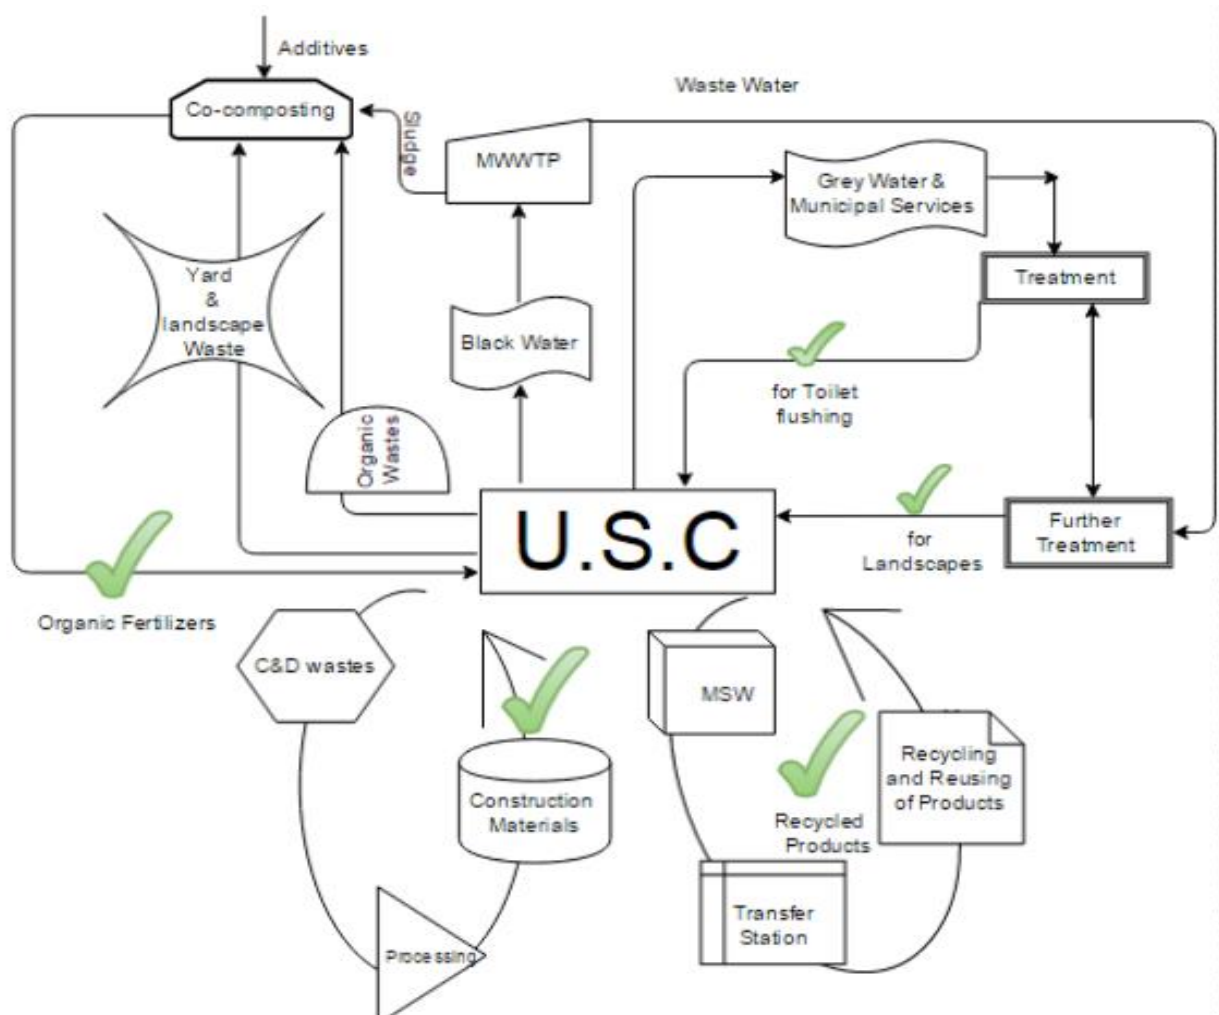 Additives
Waste Water
Co-composting
Sludge
MWWTP
Grey Water &
Municipal Services
Yard
&
landscape
Waste
Treatment
Black Water
for Toilet
flushing
Organic
Wastes
U.S.C
Further
Treatment
for
Landscapes
Organic Fertilizers
C&D wastes
MSW
Recycling
and Reusing
of Products
Construction
Materials
Recycled
Products
Transfer
Station
Processing